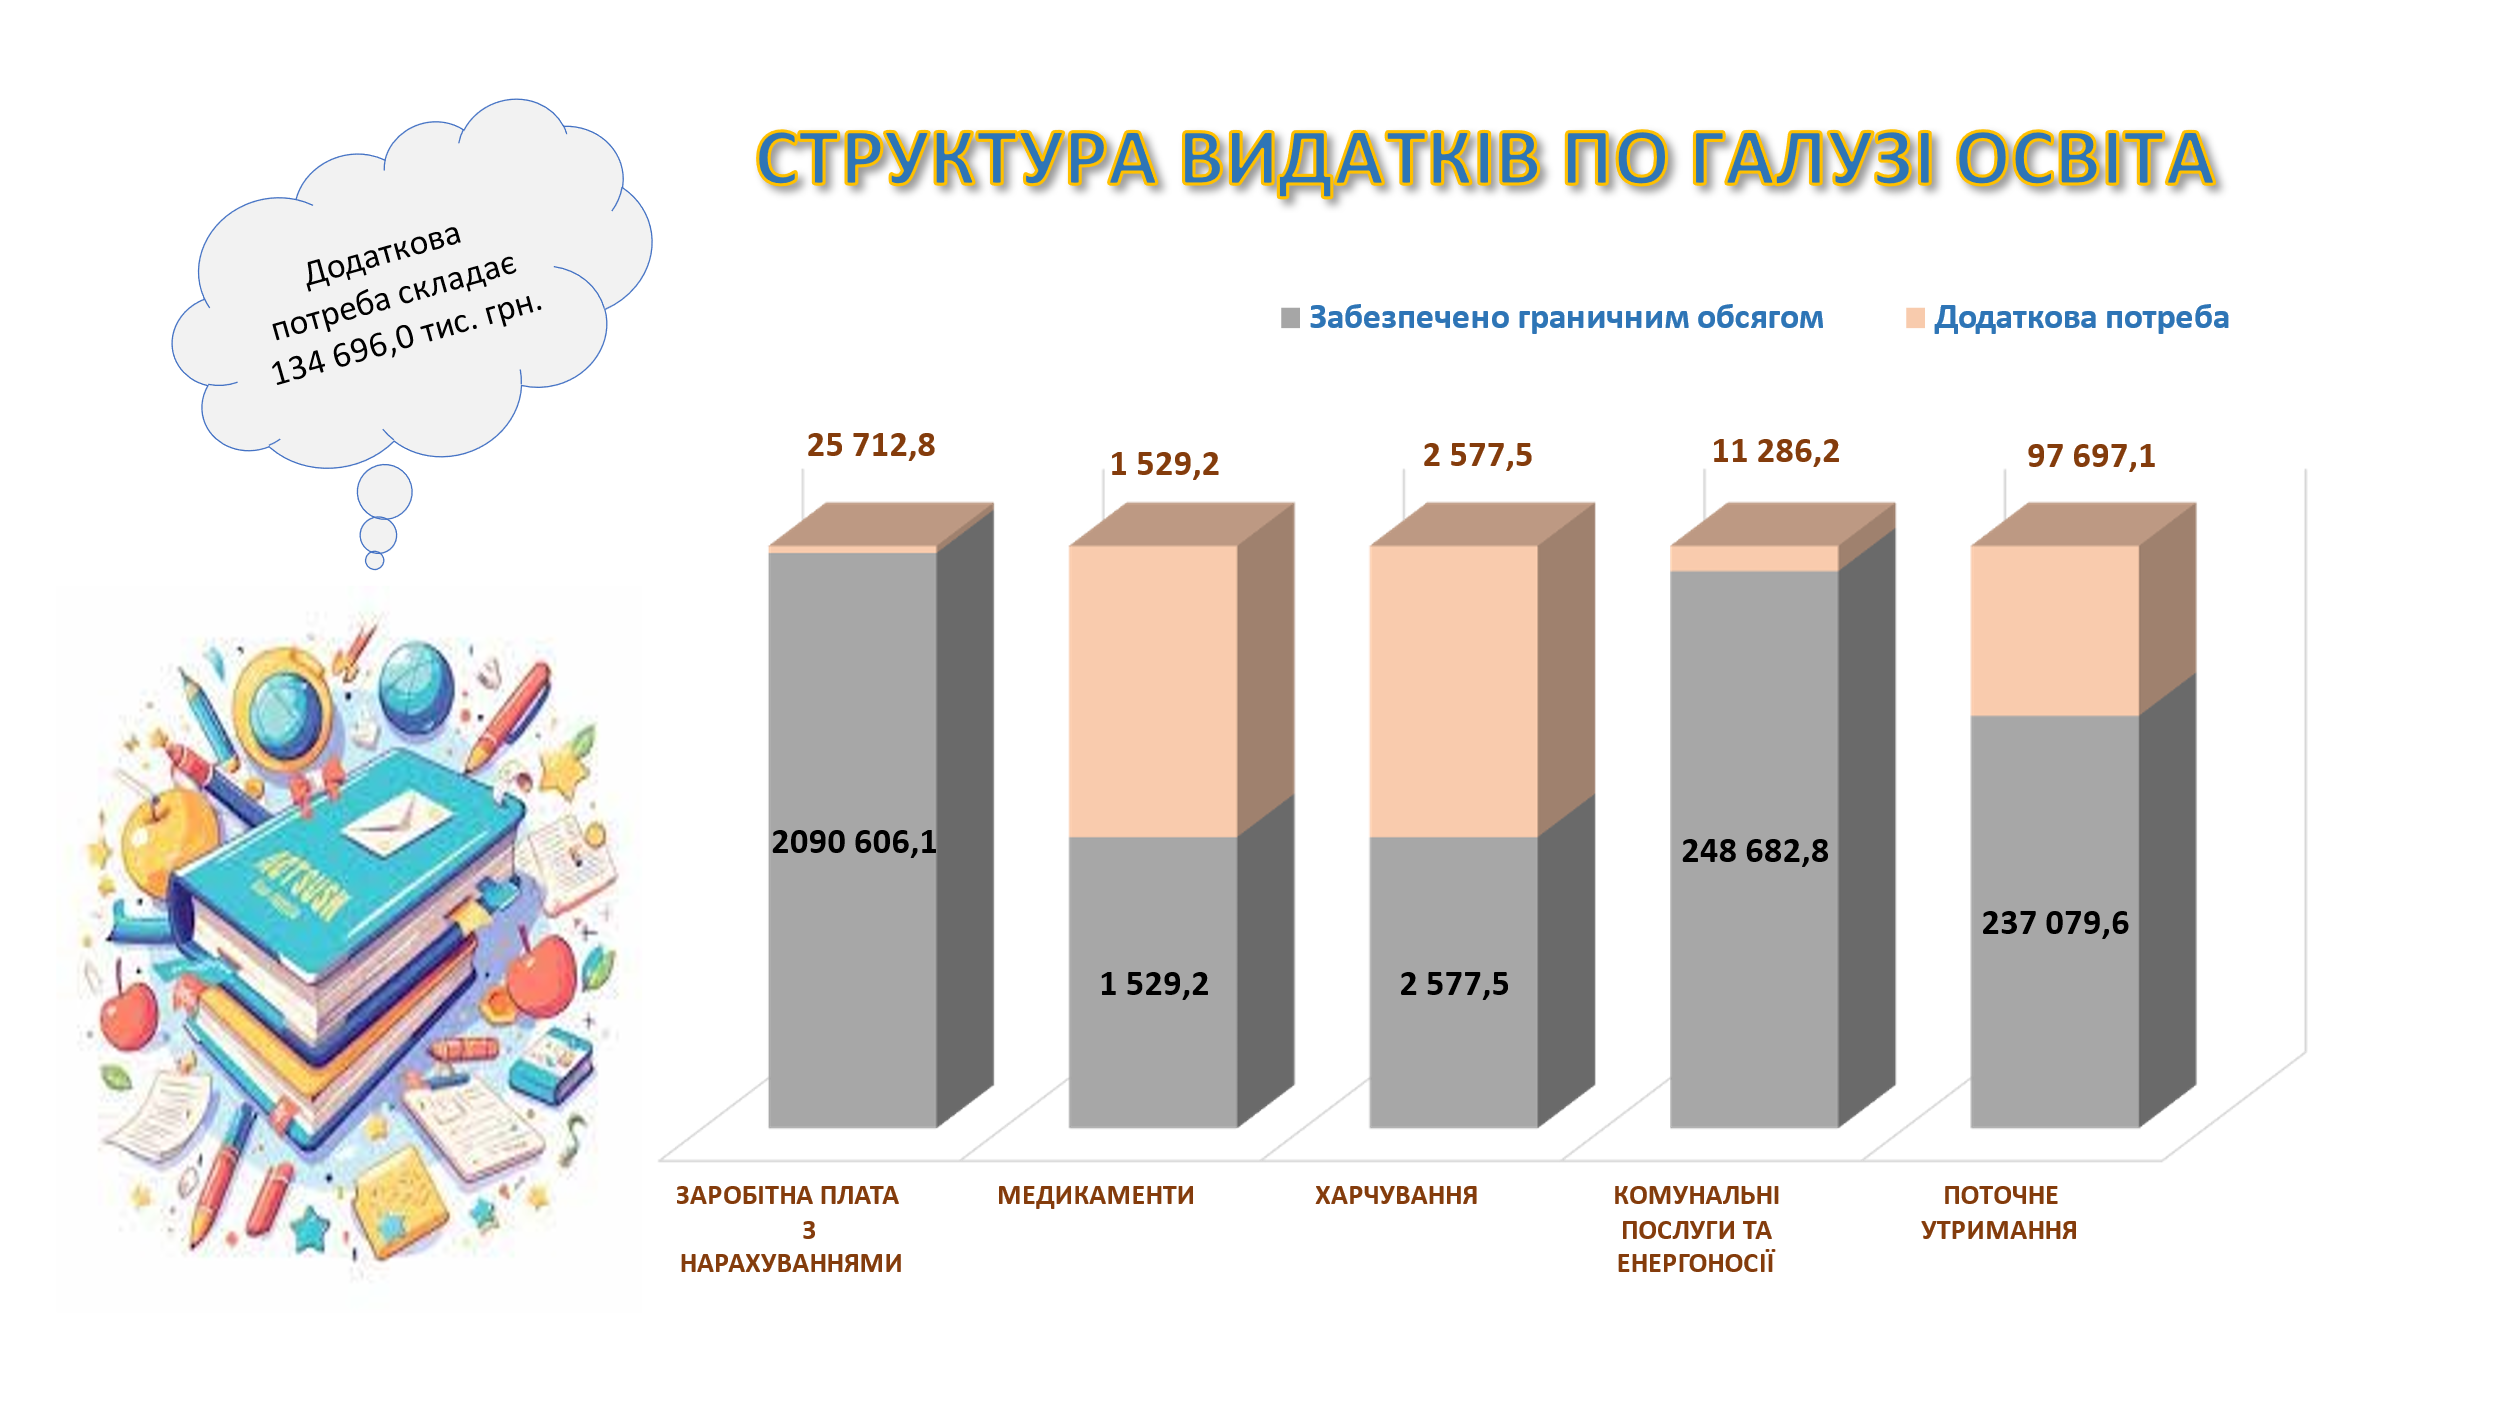 СТРУКТУРА ВИДАТКІВ ПО ГАЛУЗІ ОСВІТА
Додаткова
потреба складає
134 696,0 тис. грн.
Забезпечено граничним обсягом
Додаткова потреба
25 712,8
1 529,2
2 577,5
11 286,2
97 697,1
2090 606,1
1 529,2
2 577,5
248 682,8
237 079,6
ЗАРОБІТНА ПЛАТА
З
НАРАХУВАННЯМИ
МЕДИКАМЕНТИ
ХАРЧУВАННЯ
КОМУНАЛЬНІ
ПОСЛУГИ ТА
ЕНЕРГОНОСІЇ
ПОТОЧНЕ
УТРИМАННЯ